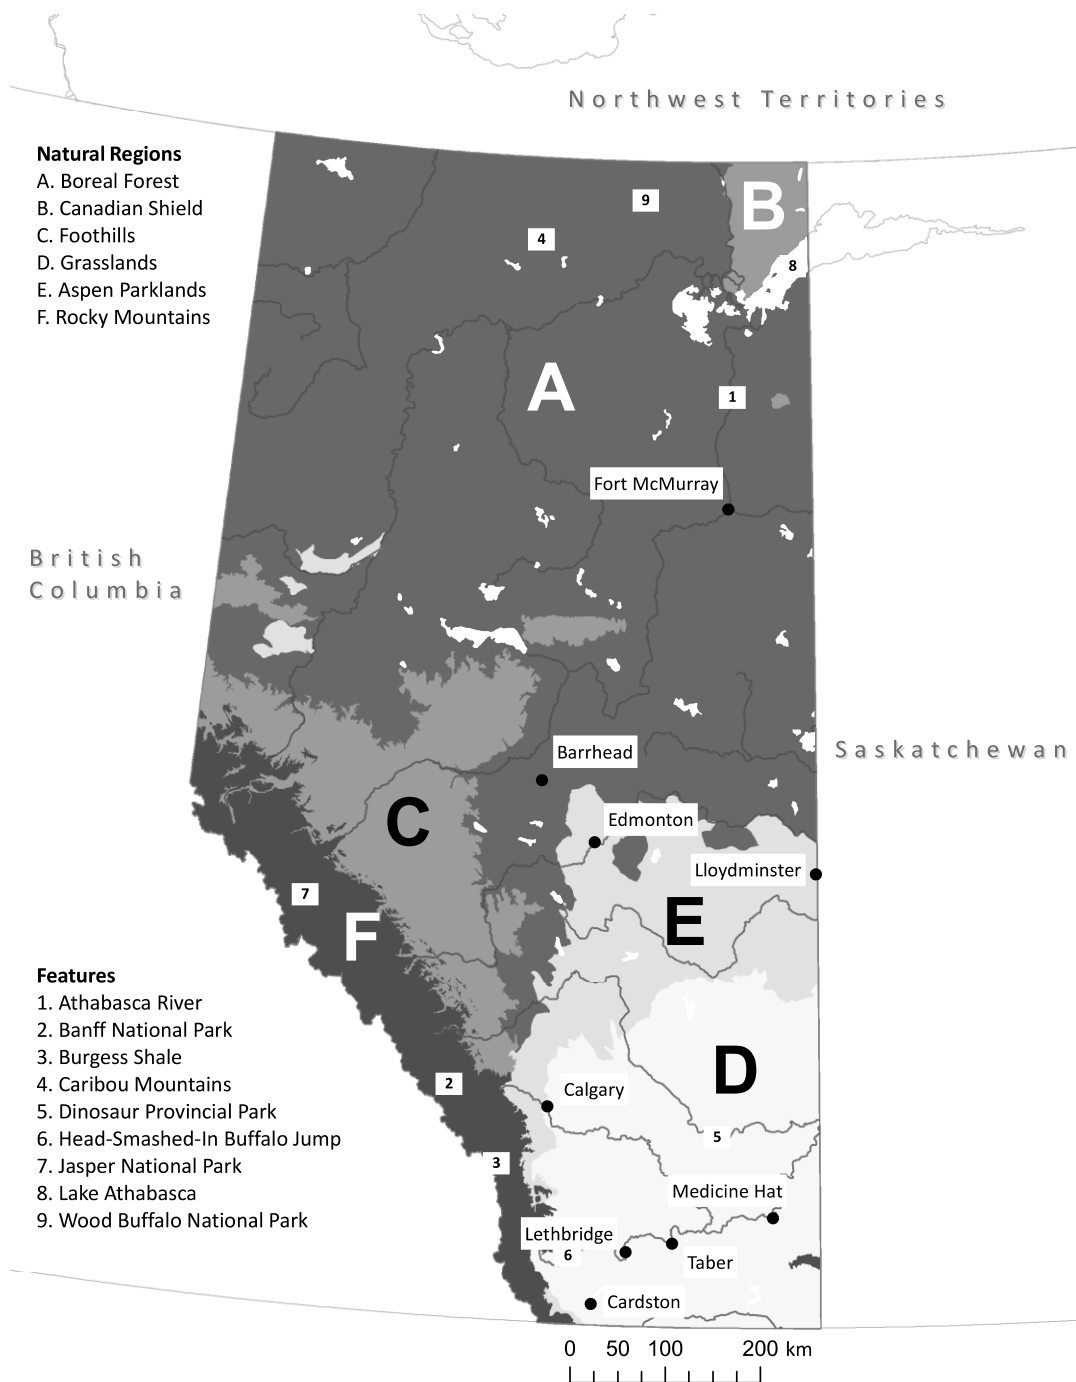 Northwest Territories
Natural Regions
A. Boreal Forest
B. Canadian Shield
C. Foothills
D. Grasslands
E. Aspen Parklands
F. Rocky Mountains
9
B
4
8
A
1
Fort McMurray
British
Columbia
Saskatchewan
Barrhead
C
Edmonton
Lloydminster
7
E
F
Features
1. Athabasca River
2. Banff National Park
3. Burgess Shale
4. Caribou Mountains
5. Dinosaur Provincial Park
6. Head-Smashed-In Buffalo Jump
7. Jasper National Park
8. Lake Athabasca
9. Wood Buffalo National Park
D
2
Calgary
5
3
Medicine Hat
Lethbridge
6
Taber
Cardston
0 50 100 200 km